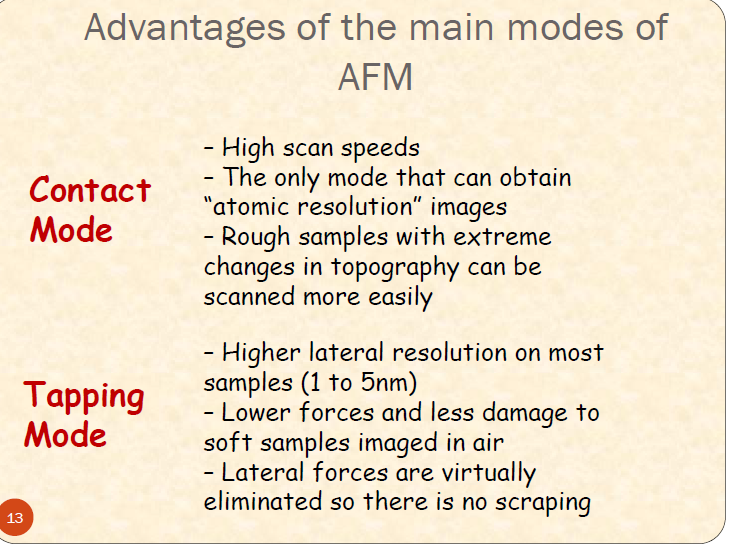 Advantages of the main modes of
AFM
Contact
Mode
– High scan speeds
– The only mode that can obtain
“atomic resolution” images
– Rough samples with extreme
changes in topography can be
scanned more easily
Tapping
Mode
– Higher lateral resolution on most
samples (1 to 5nm)
– Lower forces and less damage to
soft samples imaged in air
– Lateral forces are virtually
eliminated so there is no scraping
13